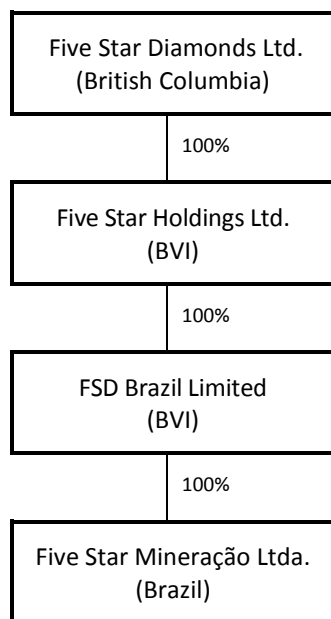 Five Star Diamonds Ltd.
(British Columbia)
100%
Five Star Holdings Ltd.
(BVI)
100%
FSD Brazil Limited
(BVI)
100%
Five Star Mineração Ltda.
(Brazil)